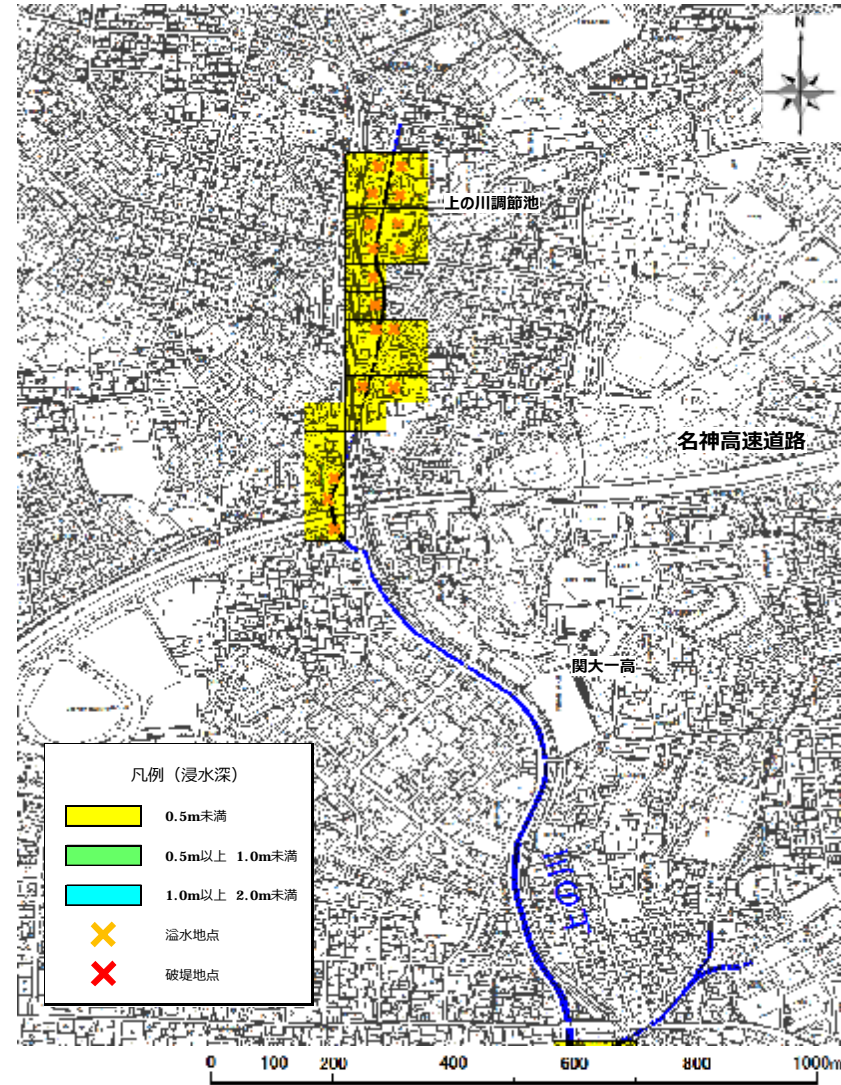 N
上の川調節池
名神高速道路
関大一高
上の川
凡例（浸水深）
0.5m未満
0.5m以上 1.0m未満
1.0m以上 2.0m未満
溢水地点
破堤地点
0 100 200 400 600 800 1000m